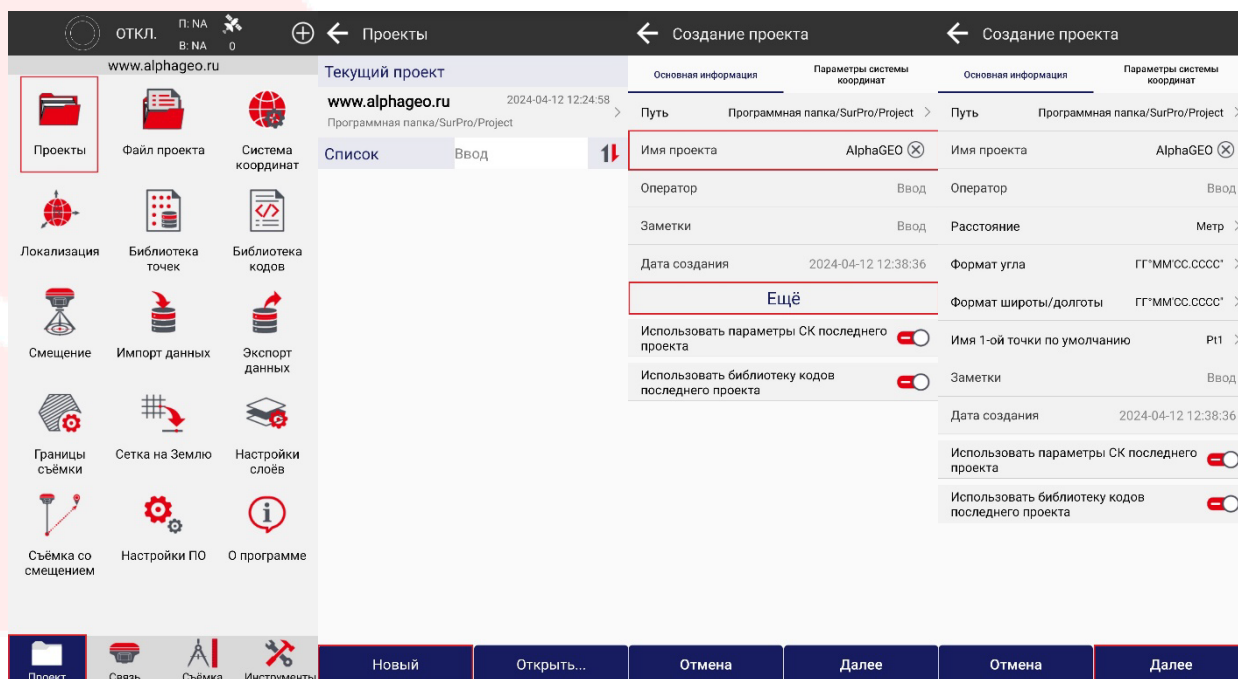 ОТКЛ.
П: NA
В: NA
0
www.alphageo.ru
Проекты
Файл проекта
Система
координат
Локализация
Библиотека
точек
Библиотека
кодов
Смещение
Импорт данных
Экспорт
данных
Границы
съёмки
Сетка на Землю
Настройки
слоёв
Съёмка со
смещением
Настройки ПО
О программе
Проект
Связь
Съёмка
Инструменты
Проекты
Текущий проект
www.alphageo.ru
2024-04-12 12:24:58
Программная папка/SurPro/Project
Список
Ввод
Новый
Открыть...
Создание проекта
Основная информация
Параметры системы
координат
Путь
Программная папка/SurPro/Project
Имя проекта
AlphaGEO
Оператор
Ввод
Заметки
Ввод
Дата создания
2024-04-12 12:38:36
Ещё
Использовать параметры СК последнего
проекта
Использовать библиотеку кодов
последнего проекта
Отмена
Далее
Создание проекта
Основная информация
Параметры системы
координат
Путь
Программная папка/SurPro/Project
Имя проекта
AlphaGEO
Оператор
Ввод
Расстояние
Метр
Формат угла
ГГ°ММ'СС.СССС"
Формат широты/долготы
ГГ°ММ'СС.СССС"
Имя 1-ой точки по умолчанию
Pt1
Заметки
Ввод
Дата создания
2024-04-12 12:38:36
Использовать параметры СК последнего
проекта
Использовать библиотеку кодов
последнего проекта
Отмена
Далее